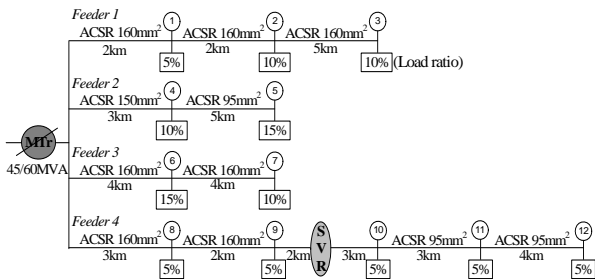 Feeder 1
1 2 3
ACSR 160mm² ACSR 160mm² ACSR 160mm²
2km 2km 5km
5% 10% 10% (Load ratio)
Feeder 2
4 5
ACSR 150mm² ACSR 95mm²
3km 5km
10% 15%
MTr
45/60MVA
Feeder 3
6 7
ACSR 160mm² ACSR 160mm²
4km 4km
15% 10%
Feeder 4
8 9 10 11 12
ACSR 160mm² ACSR 160mm² SVR ACSR 95mm² ACSR 95mm²
3km 2km 2km 3km 3km 4km
5% 5% 5% 5% 5%